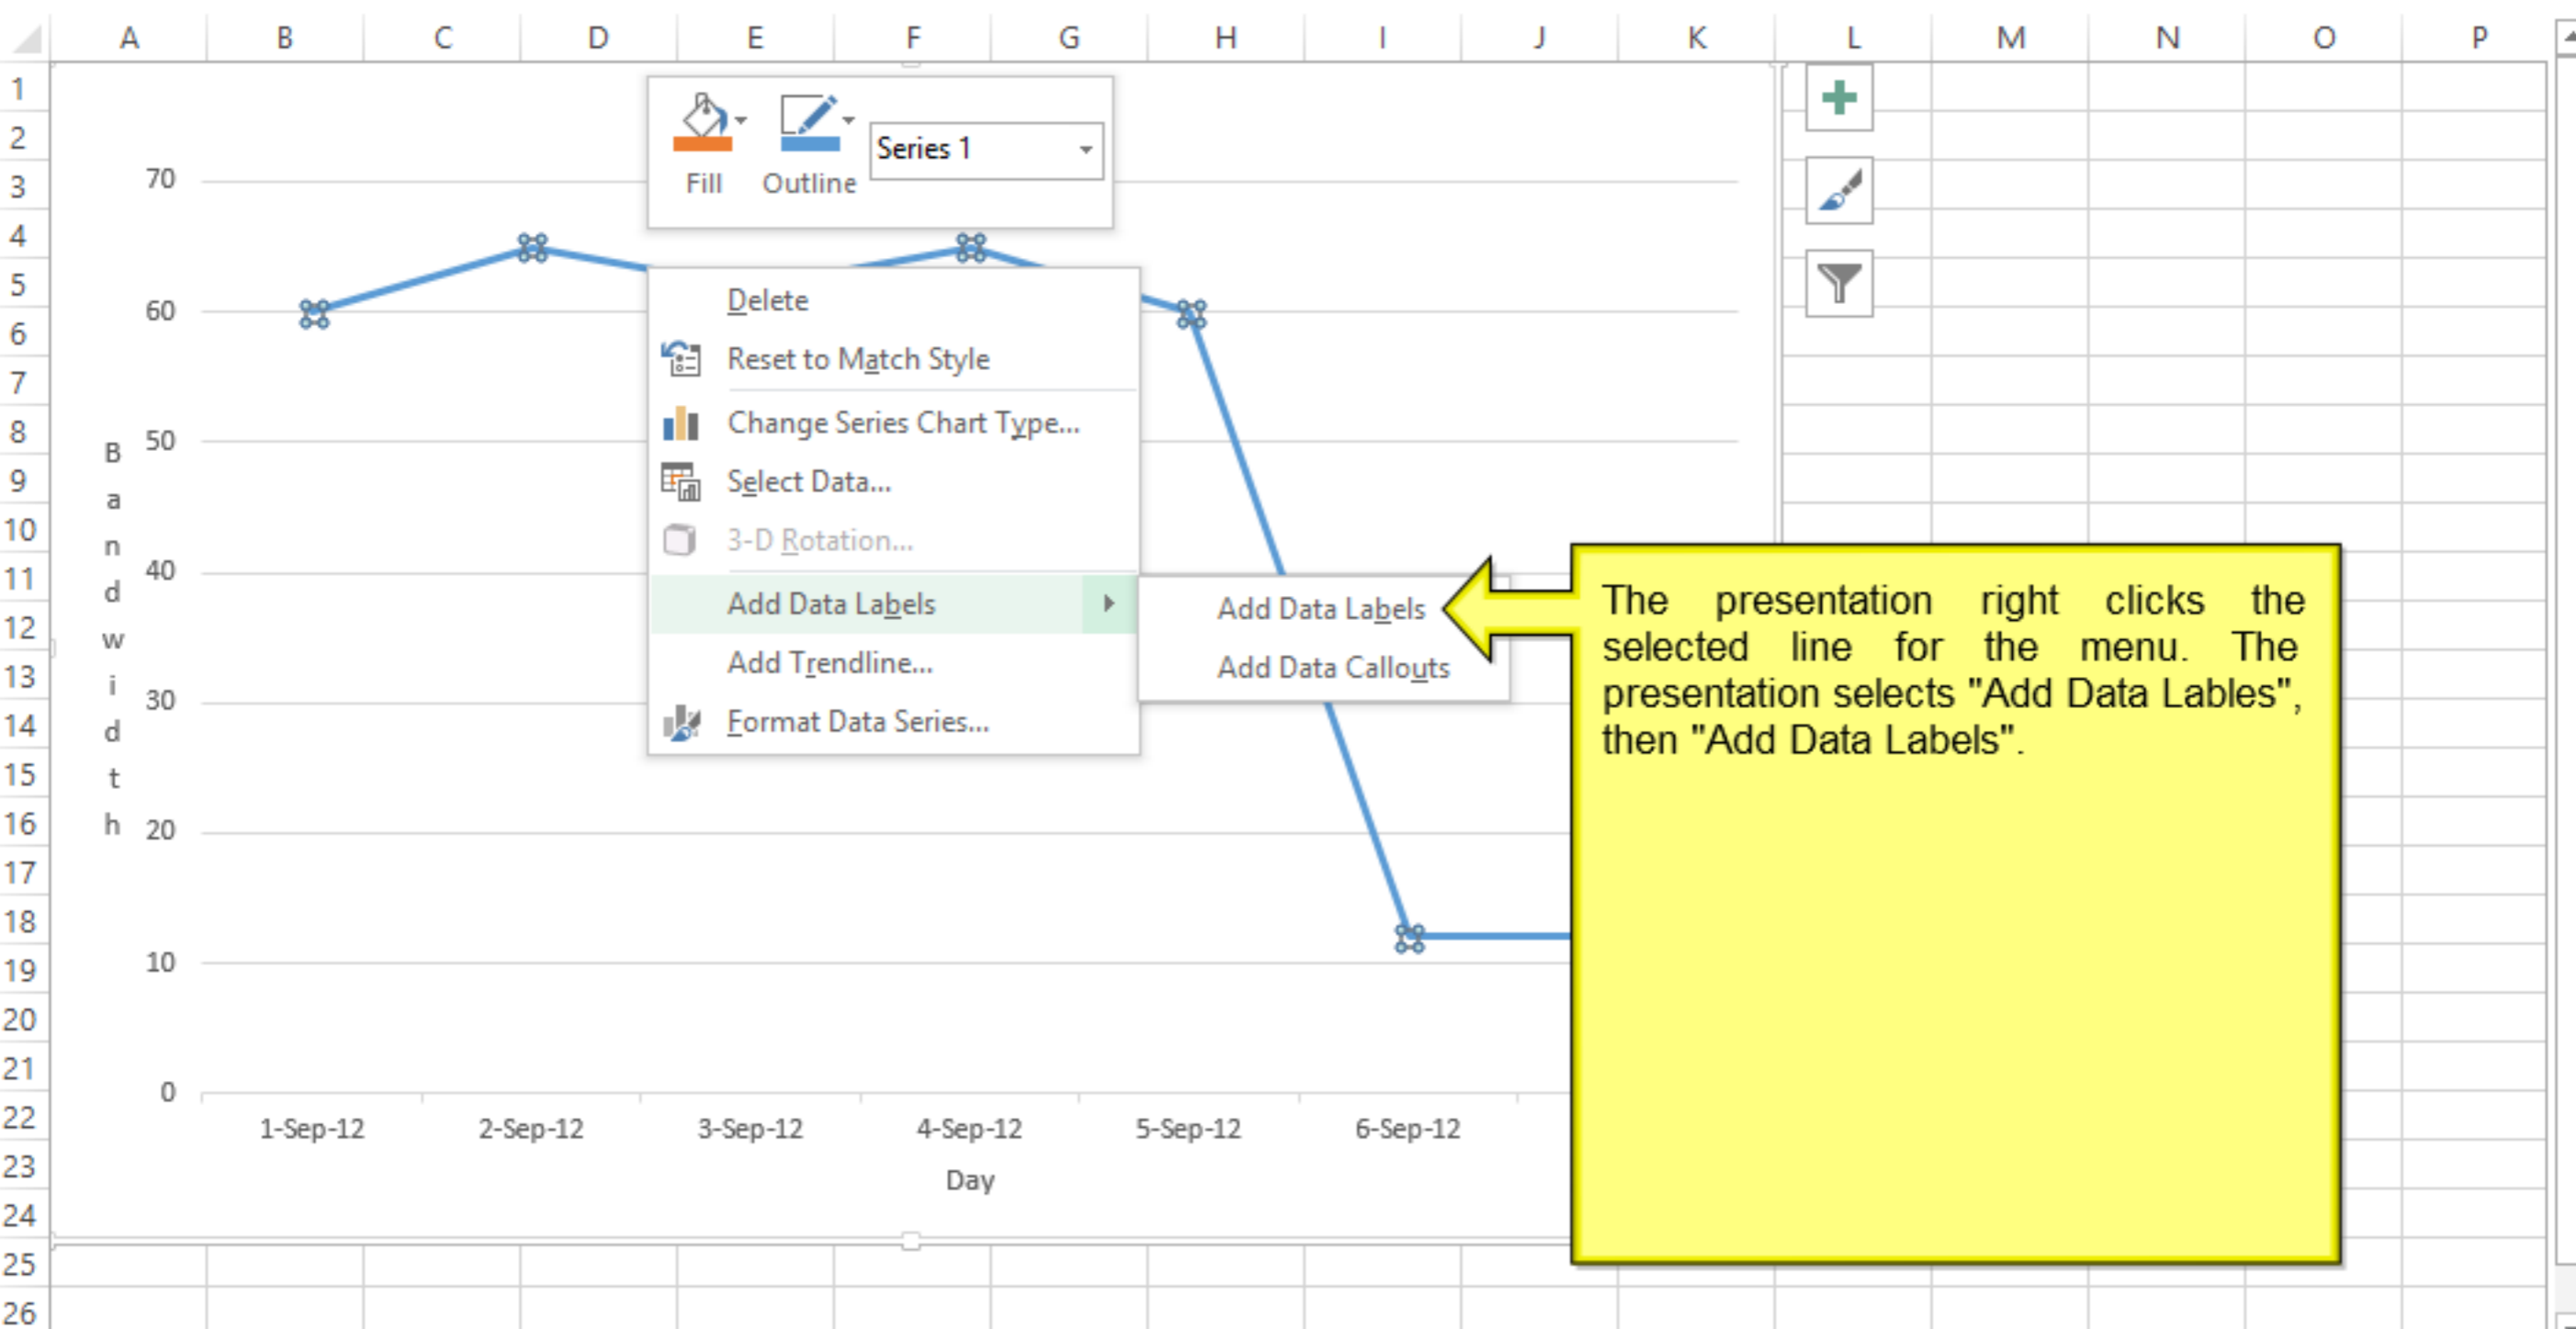 A B C D E F G H I J K L M N O P
1
2
3
4
5
6
7
8
9
10
11
12
13
14
15
16
17
18
19
20
21
22
23
24
25
26
Fill Outline Series 1
70
60
50
40
30
20
10
0
B
a
n
d
w
i
d
t
h
Delete
Reset to Match Style
Change Series Chart Type...
Select Data...
3-D Rotation...
Add Data Labels
Add Trendline...
Format Data Series...
Add Data Labels
Add Data Callouts
The presentation right clicks the
selected line for the menu. The
presentation selects "Add Data Lables",
then "Add Data Labels".
1-Sep-12 2-Sep-12 3-Sep-12 4-Sep-12 5-Sep-12 6-Sep-12
Day